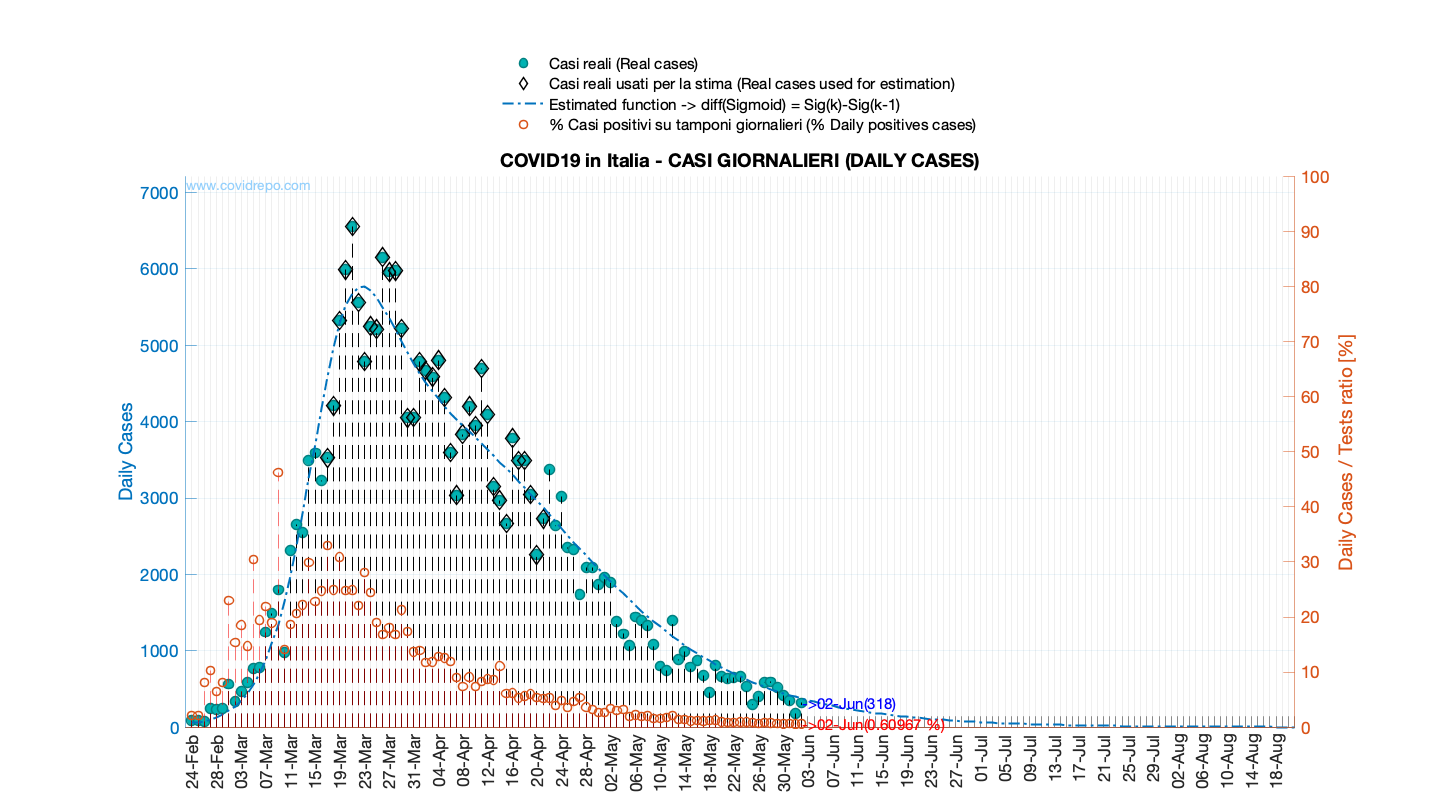 Casi reali (Real cases)
Casi reali usati per la stima (Real cases used for estimation)
Estimated function -> diff(Sigmoid) = Sig(k)-Sig(k-1)
% Casi positivi su tamponi giornalieri (% Daily positives cases)
COVID19 in Italia - CASI GIORNALIERI (DAILY CASES)
www.covidrepo.com
7000
6000
5000
4000
3000
2000
1000
0
Daily Cases
100
90
80
70
60
50
40
30
20
10
0
Daily Cases / Tests ratio [%]
->02-Jun(318)
->02-Jun(0.60967 %)
24-Feb
28-Feb
03-Mar
07-Mar
11-Mar
15-Mar
19-Mar
23-Mar
27-Mar
31-Mar
04-Apr
08-Apr
12-Apr
16-Apr
20-Apr
24-Apr
28-Apr
02-May
06-May
10-May
14-May
18-May
22-May
26-May
30-May
03-Jun
07-Jun
11-Jun
15-Jun
19-Jun
23-Jun
27-Jun
01-Jul
05-Jul
09-Jul
13-Jul
17-Jul
21-Jul
25-Jul
29-Jul
02-Aug
06-Aug
10-Aug
14-Aug
18-Aug